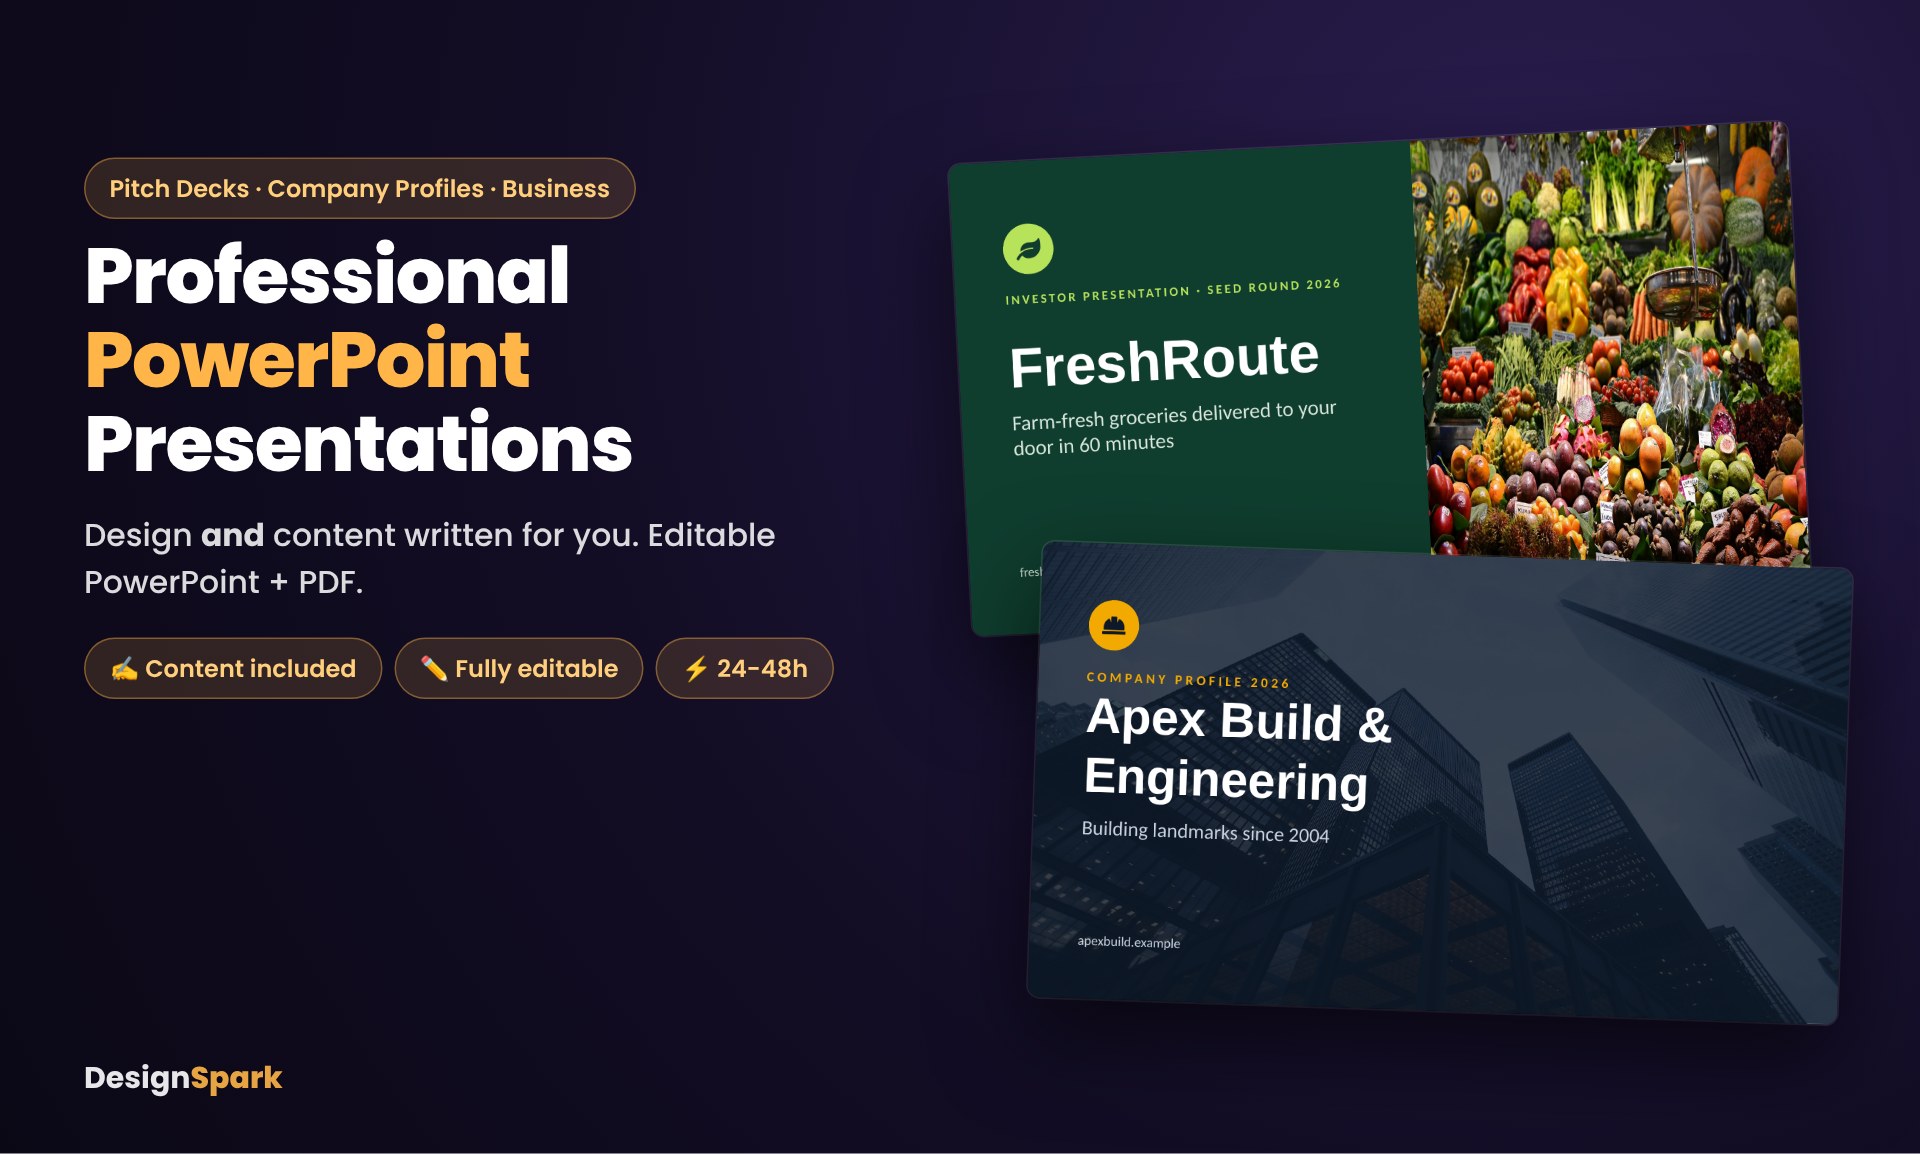 Pitch Decks · Company Profiles · Business
Professional
PowerPoint
Presentations
Design and content written for you. Editable
PowerPoint + PDF.
✍️ Content included
✏️ Fully editable
⚡ 24-48h
DesignSpark
INVESTOR PRESENTATION · SEED ROUND 2026
FreshRoute
Farm-fresh groceries delivered to your
door in 60 minutes
COMPANY PROFILE 2026
Apex Build &
Engineering
Building landmarks since 2004
apexbuild.example